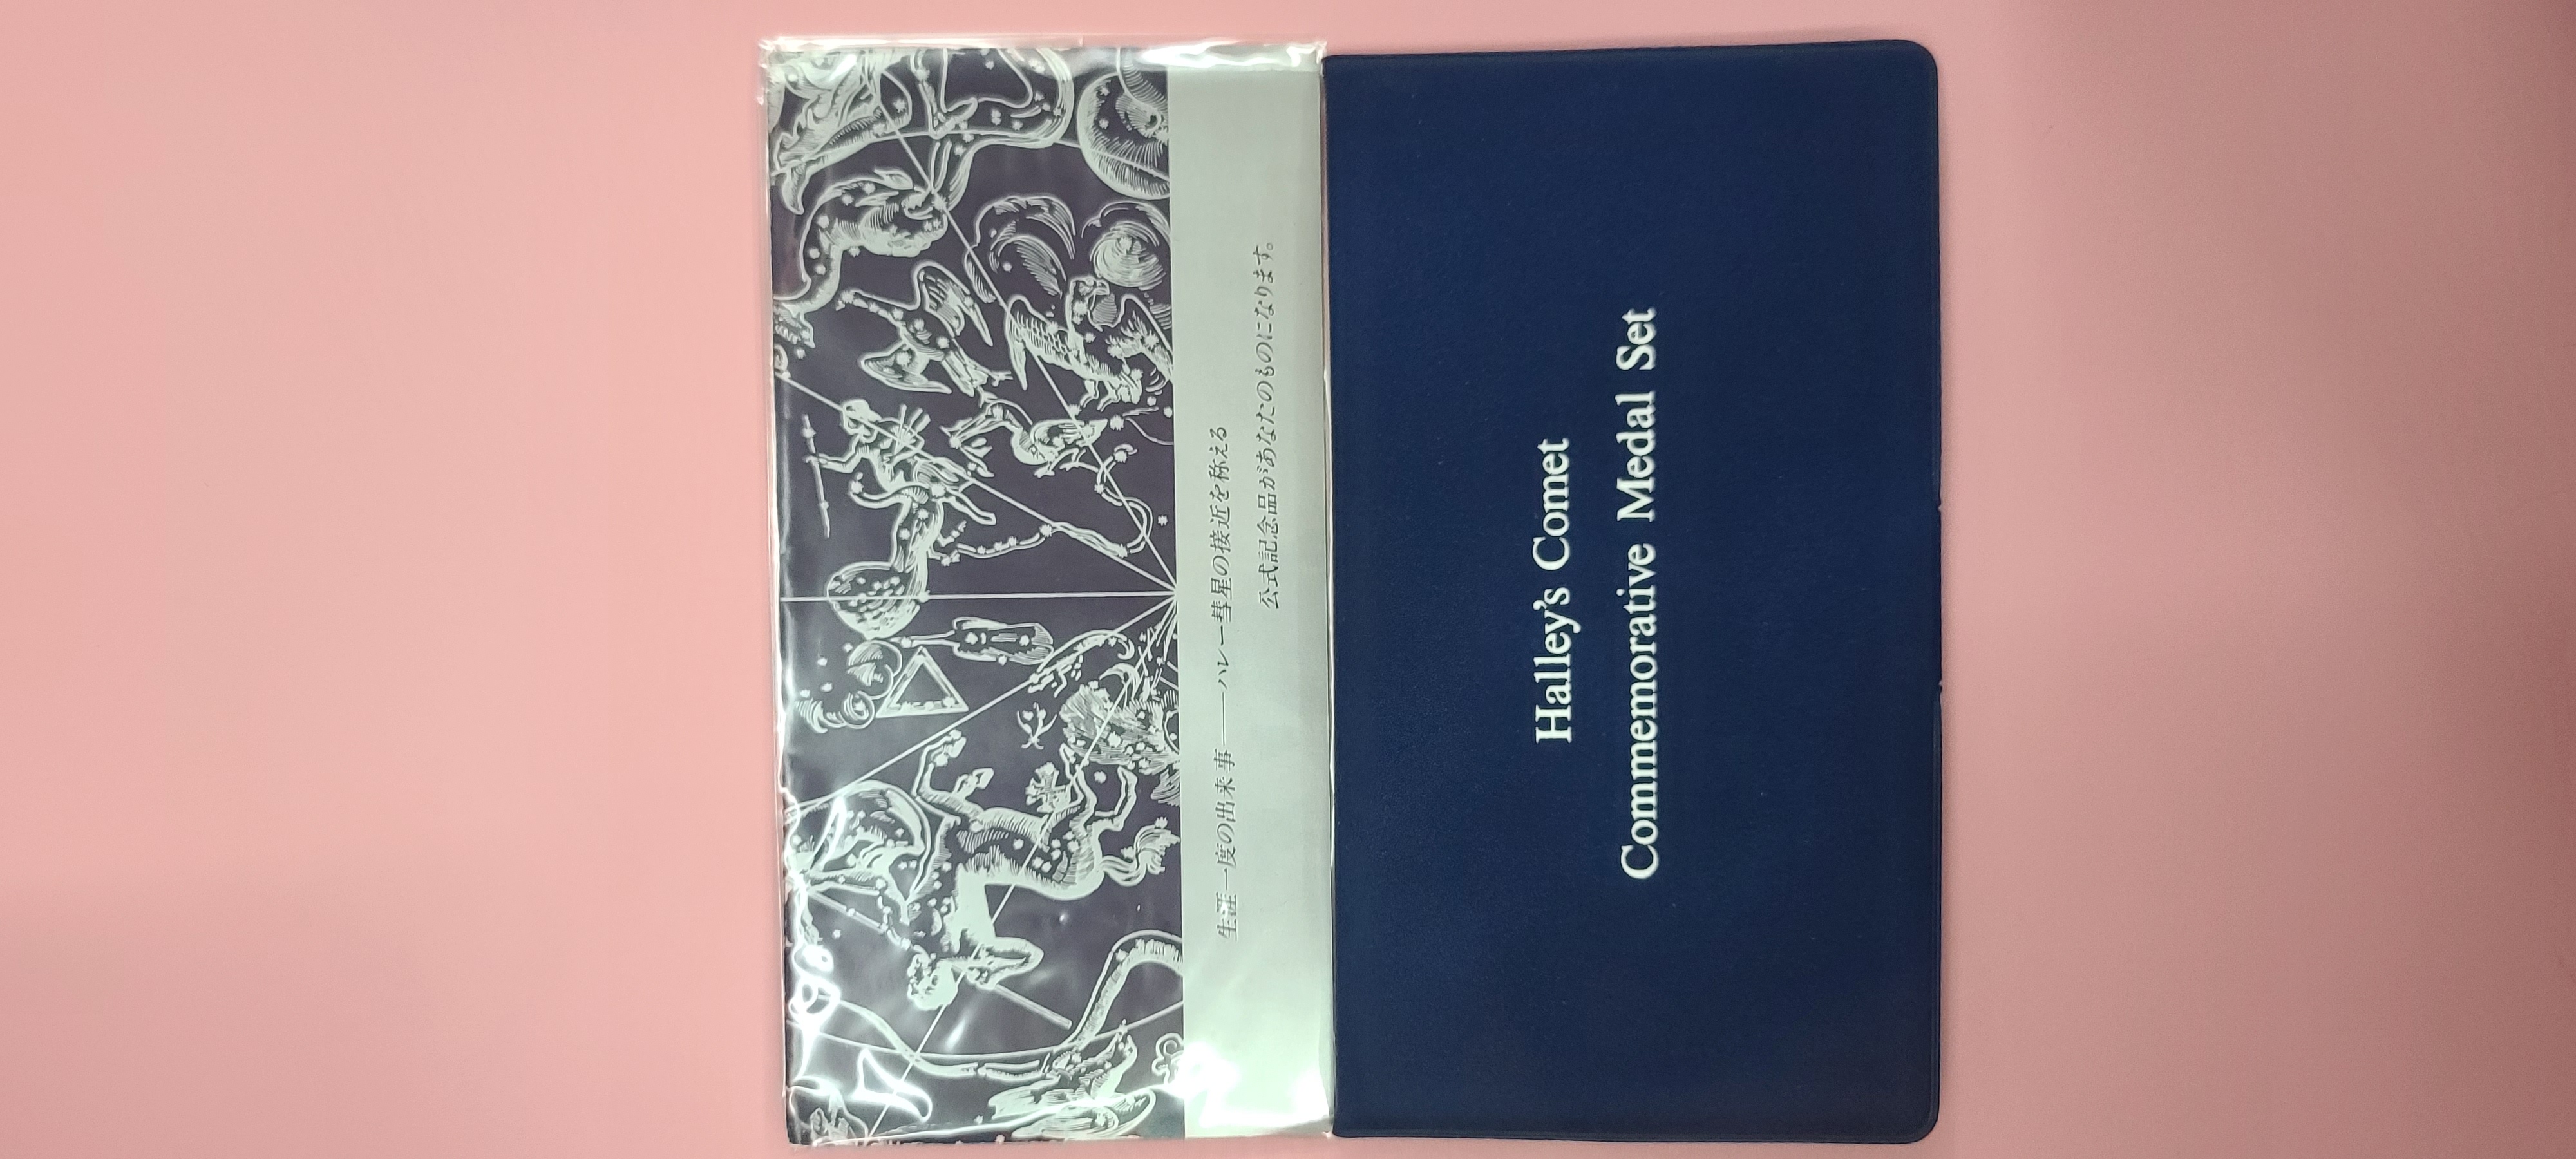 生涯一度の出来事——ハレー彗星の接近を称える
公式記念品があなたのものになります。
Halley's Comet
Commemorative Medal Set